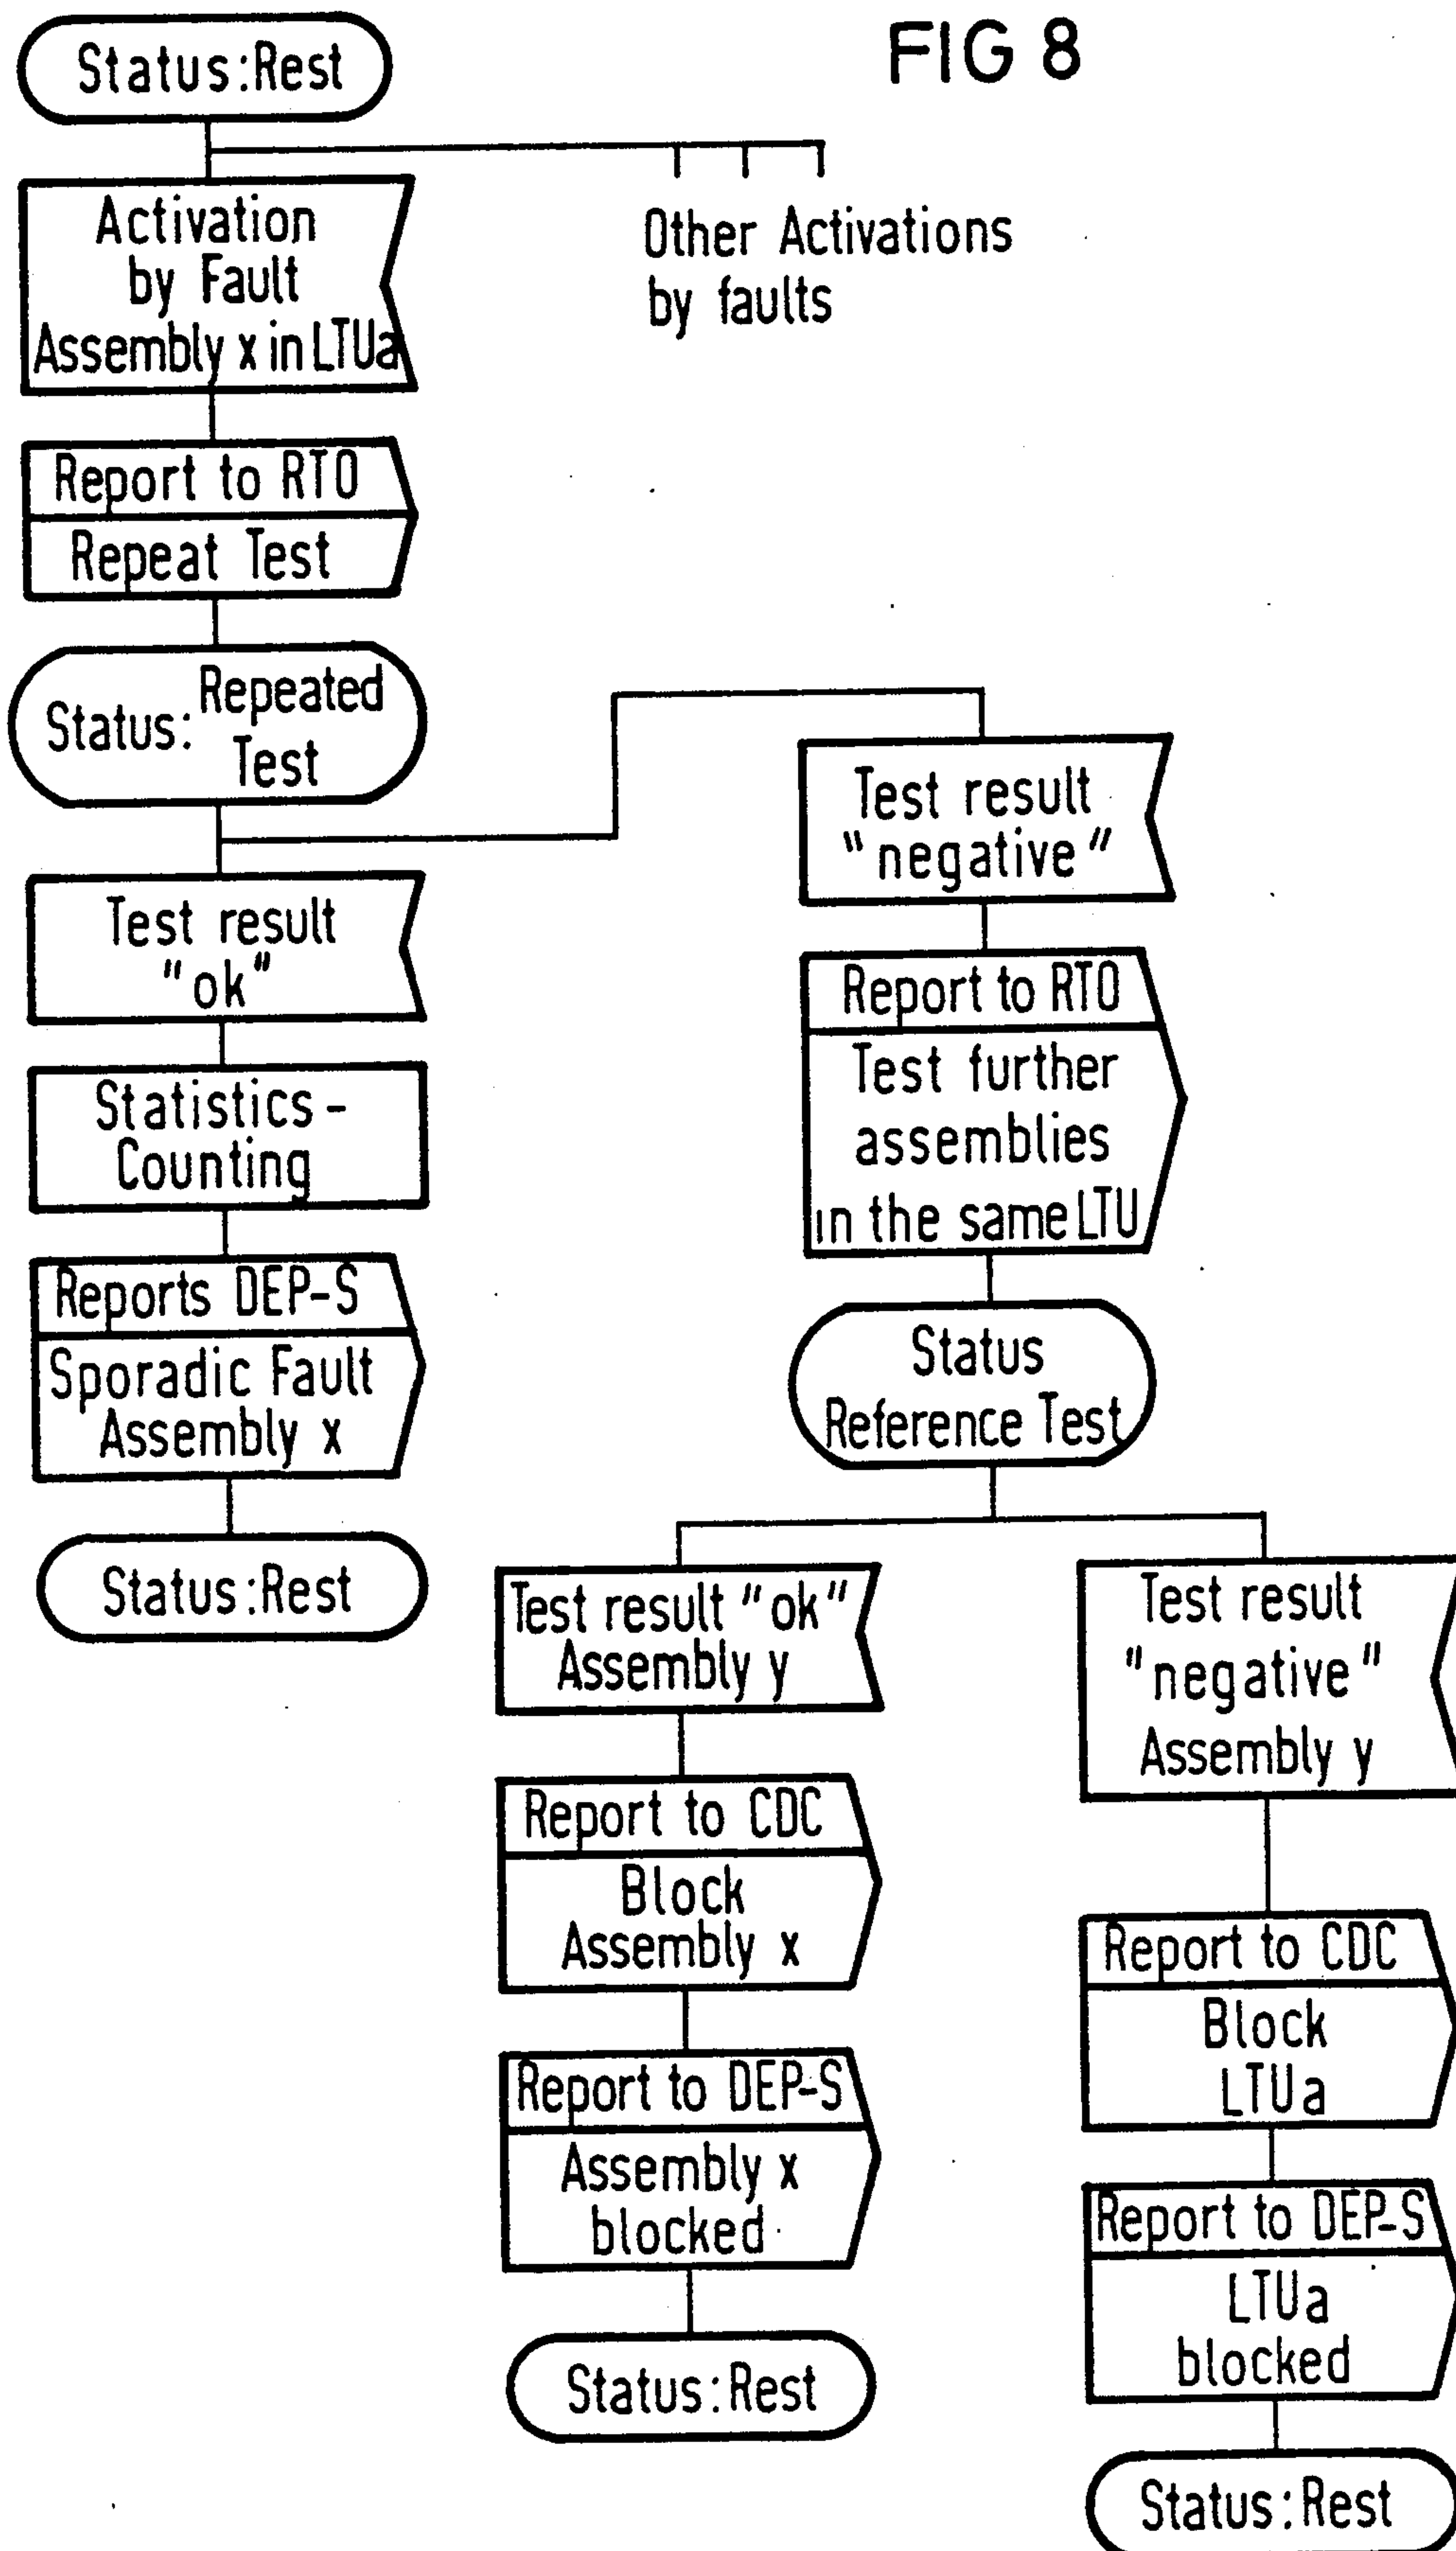 FIG 8
Status:Rest
Activation
by Fault
Assembly x in LTUa
Other Activations
by faults
Report to RTO
Repeat Test
Status: Repeated
Test
Test result
"ok"
Statistics-
Counting
Reports DEP-S
Sporadic Fault
Assembly x
Status:Rest
Test result
"negative"
Report to RTO
Test further
assemblies
in the same LTU
Status
Reference Test
Test result "ok"
Assembly y
Report to CDC
Block
Assembly x
Report to DEP-S
Assembly x
blocked
Status:Rest
Test result
"negative"
Assembly y
Report to CDC
Block
LTUa
Report to DEP-S
LTUa
blocked
Status:Rest